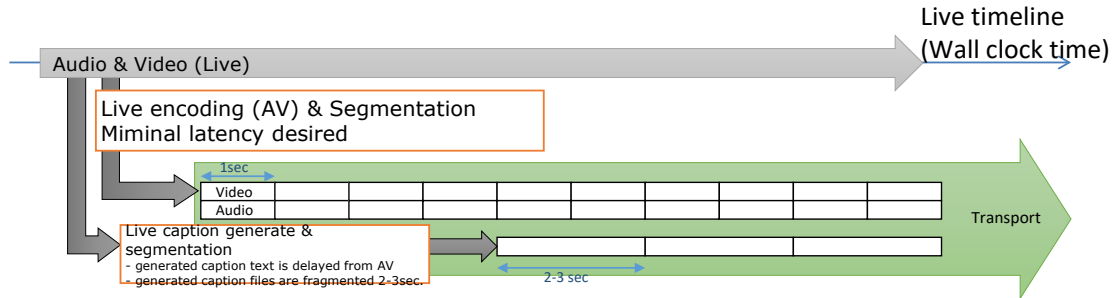 Live timeline
(Wall clock time)
Audio & Video (Live)
Live encoding (AV) & Segmentation
Miminal latency desired
1sec
Video
Audio
Transport
Live caption generate &
segmentation
- generated caption text is delayed from AV
- generated caption files are fragmented 2-3sec.
2-3 sec